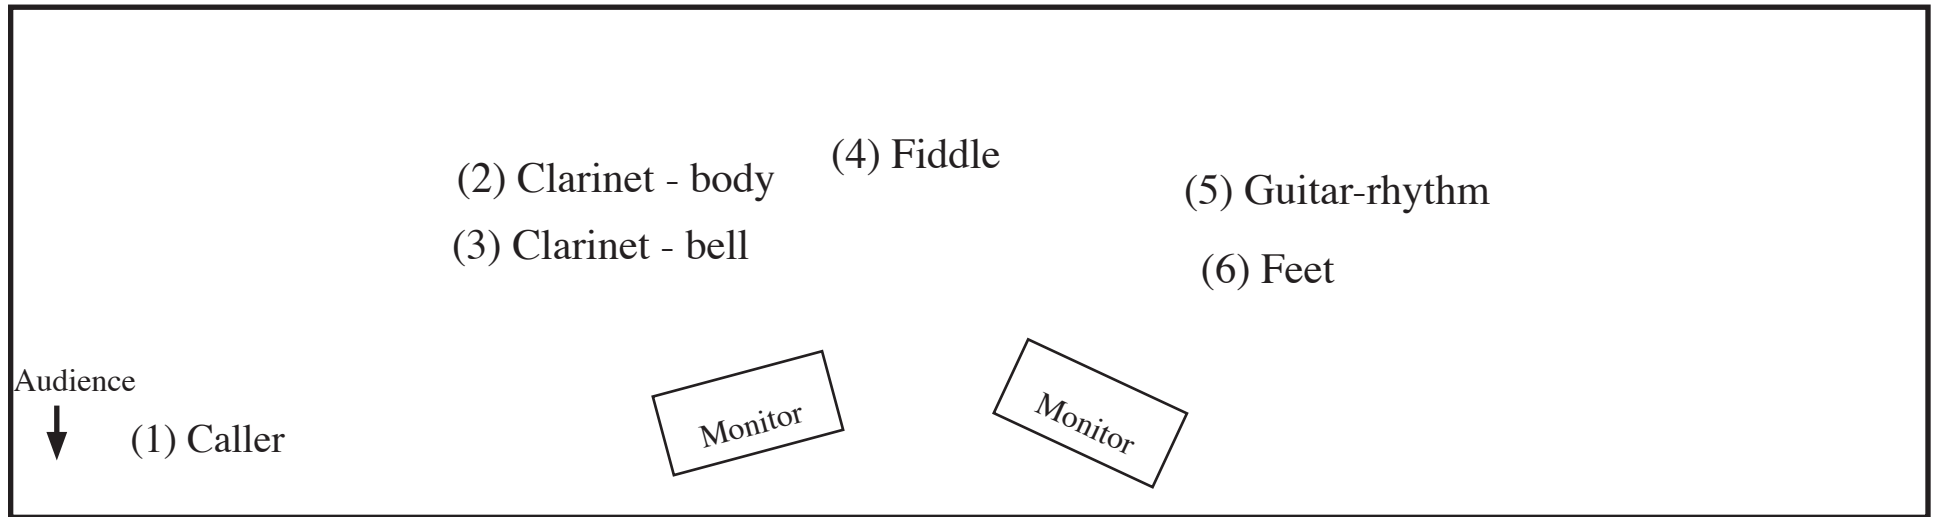 (4) Fiddle
(2) Clarinet - body
(5) Guitar-rhythm
(3) Clarinet - bell
(6) Feet
Audience
(1) Caller
Monitor
Monitor